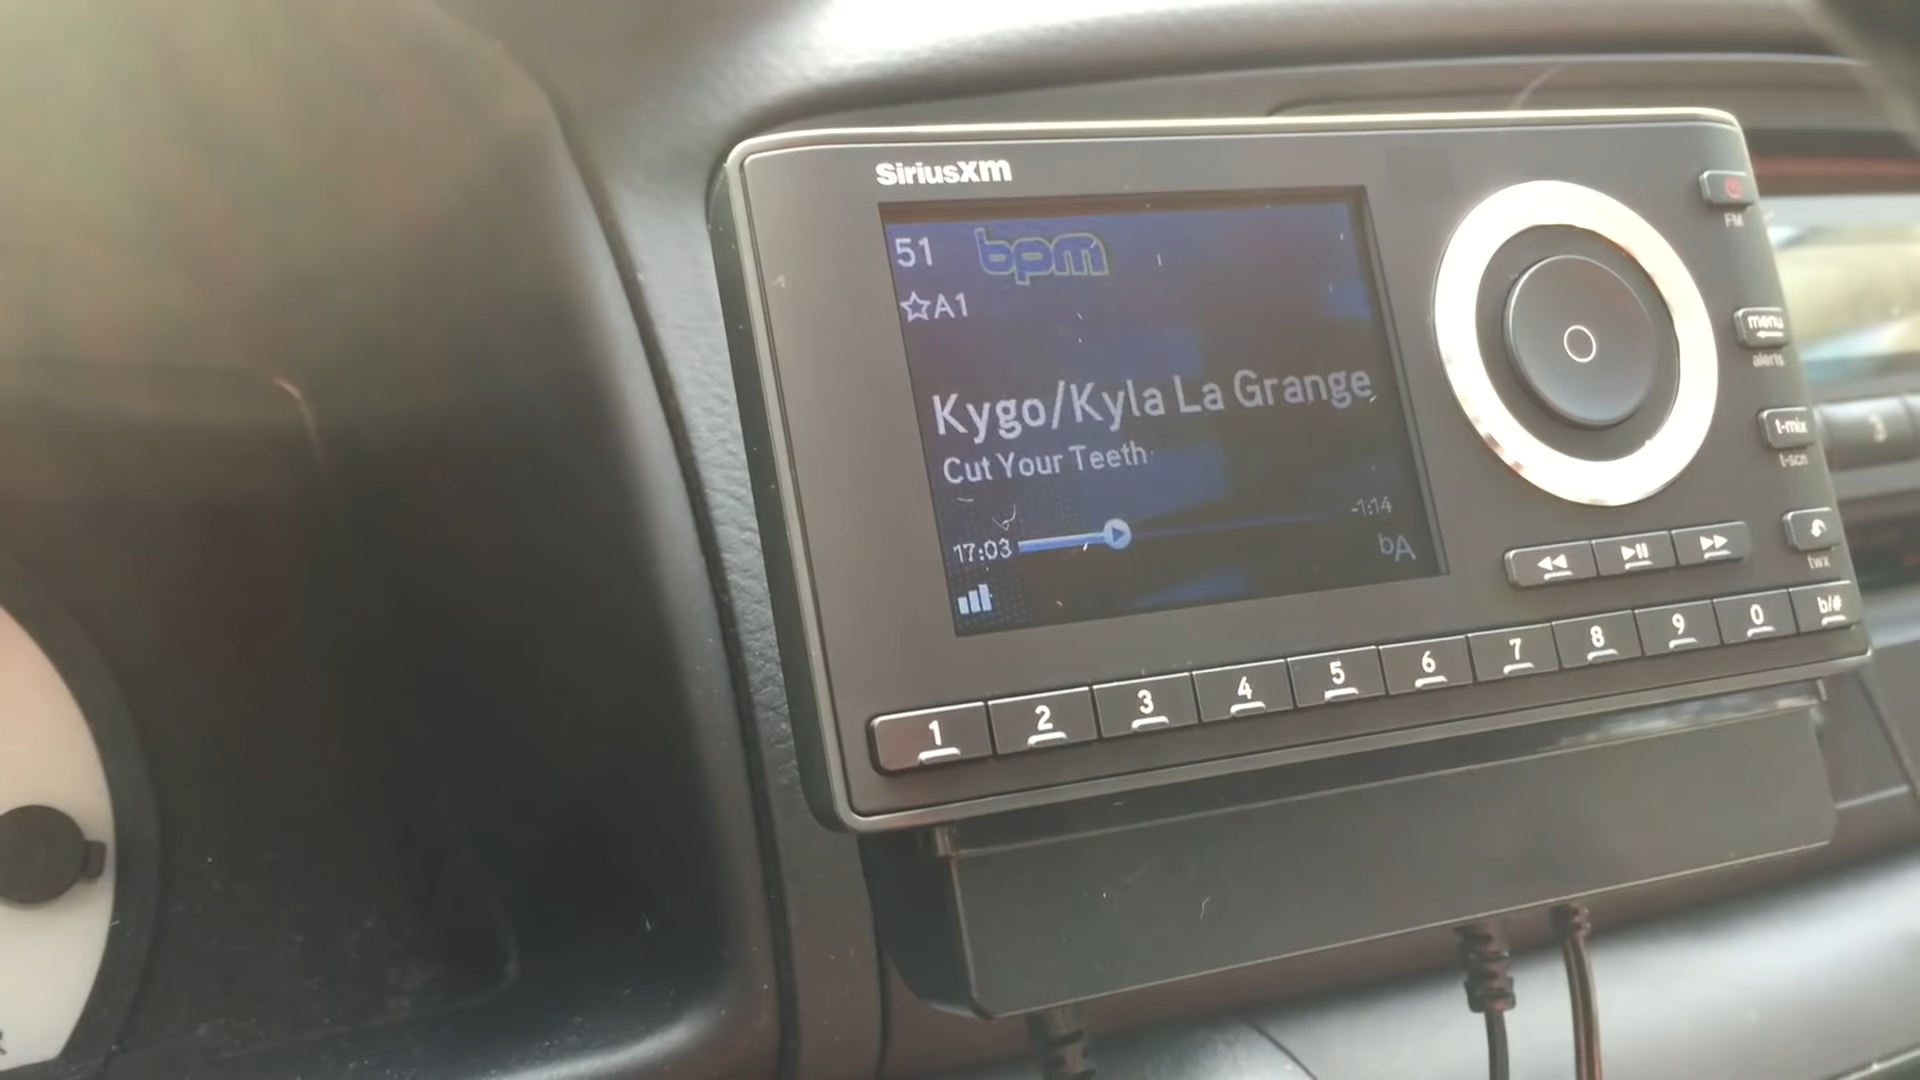 SiriusXM
51 bpm
A1
Kygo/Kyla La Grange
Cut Your Teeth
17:03 -1:14
bA
FM
menu
alerts
t-mix
t-scn
twx
1 2 3 4 5 6 7 8 9 0 b/#
3